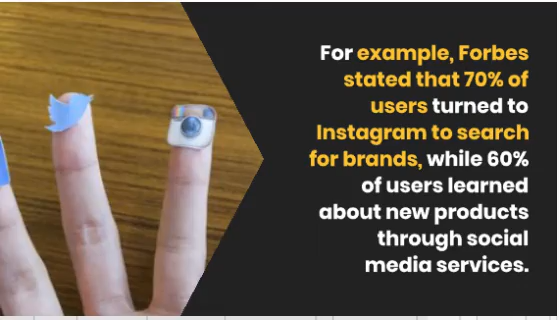 For example, Forbes
stated that 70% of
users turned to
Instagram to search
for brands, while 60%
of users learned
about new products
through social
media services.